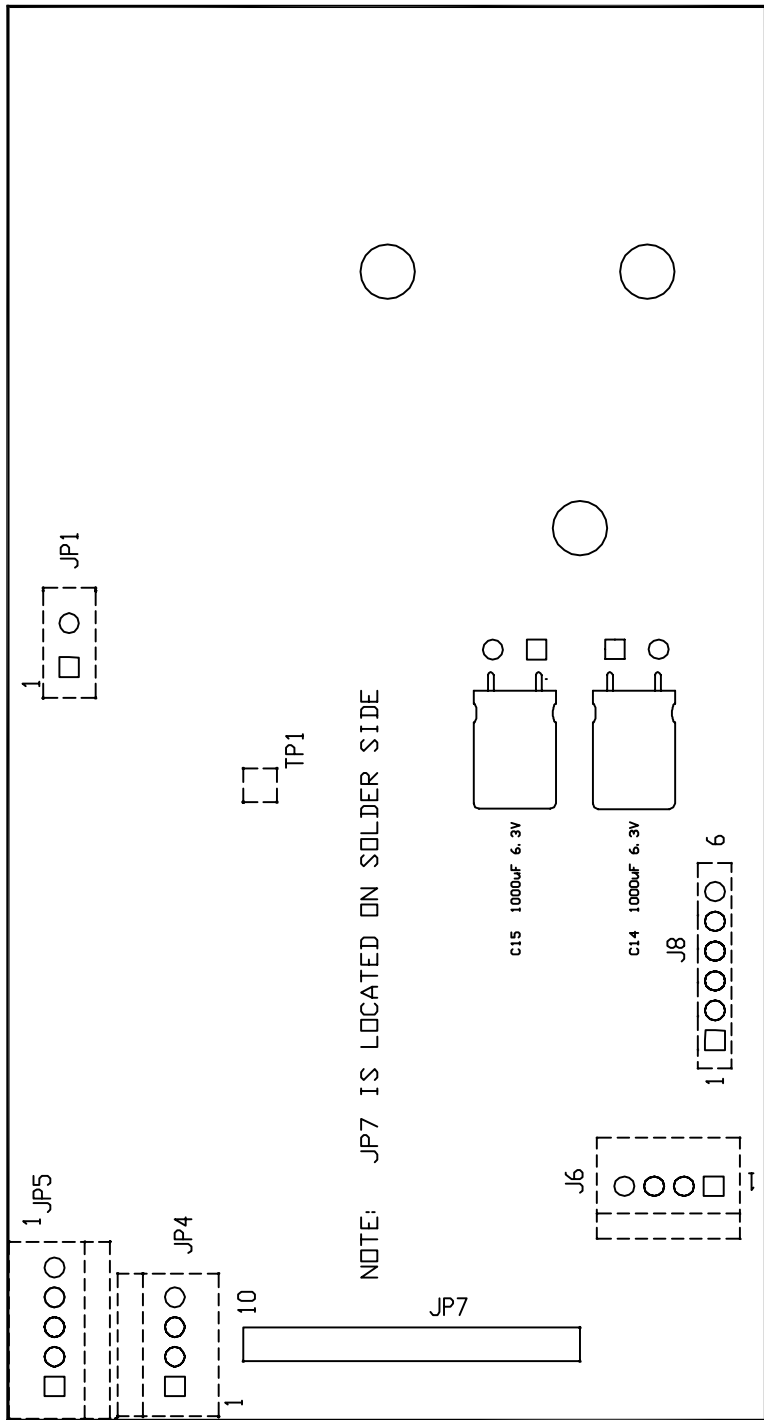 JP1
1
TP1
NOTE: JP7 IS LOCATED ON SOLDER SIDE
C15 1000uF 6.3V
C14 1000uF 6.3V
6
J8
1
J6
1
1
JP5
JP4
1
10
JP7